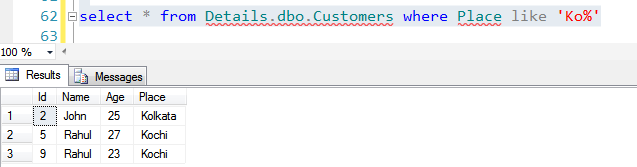 62 select * from Details.dbo.Customers where Place like 'Ko%'
63
100 %
Results Messages
Id Name Age Place
1 2 John 25 Kolkata
2 5 Rahul 27 Kochi
3 9 Rahul 23 Kochi